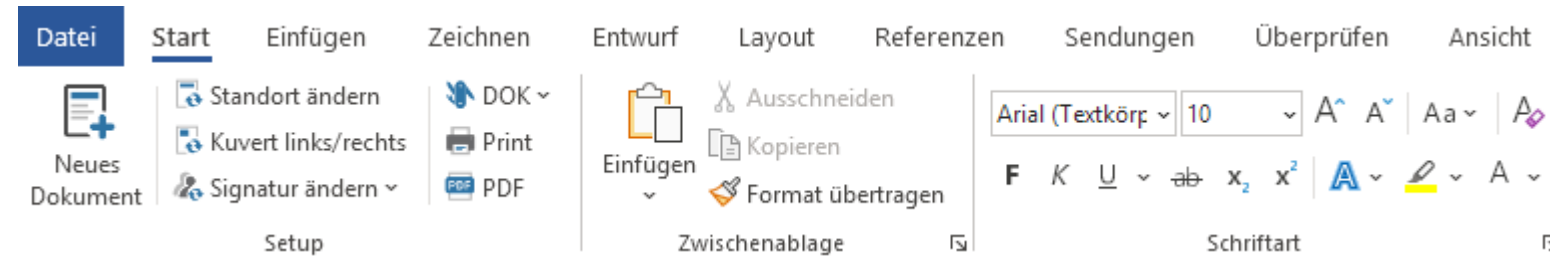 Datei Start Einfügen Zeichnen Entwurf Layout Referenzen Sendungen Überprüfen Ansicht
Neues
Dokument
Standort ändern
Kuvert links/rechts
Signatur ändern
DOK
Print
PDF
Setup
Einfügen
Ausschneiden
Kopieren
Format übertragen
Zwischenablage
Arial (Textkörp 10 A A Aa A
F K U ab x₂ x² A A
Schriftart